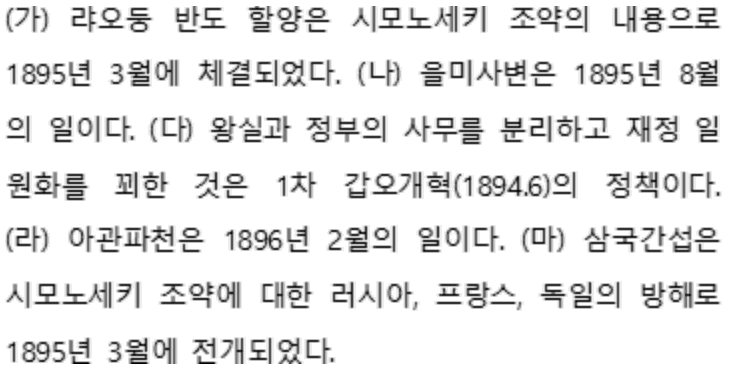 (가) 랴오둥 반도 할양은 시모노세키 조약의 내용으로
1895년 3월에 체결되었다. (나) 을미사변은 1895년 8월
의 일이다. (다) 왕실과 정부의 사무를 분리하고 재정 일
원화를 꾀한 것은 1차 갑오개혁(1894.6)의 정책이다.
(라) 아관파천은 1896년 2월의 일이다. (마) 삼국간섭은
시모노세키 조약에 대한 러시아, 프랑스, 독일의 방해로
1895년 3월에 전개되었다.